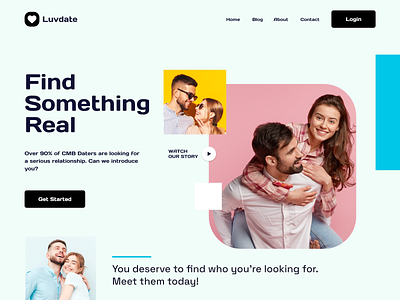 Luvdate
Home Blog About Contact Login
Find
Something
Real
Over 90% of CMB Daters are looking for
a serious relationship. Can we introduce
you?
WATCH
OUR STORY
Get Started
You deserve to find who you're looking for.
Meet them today!